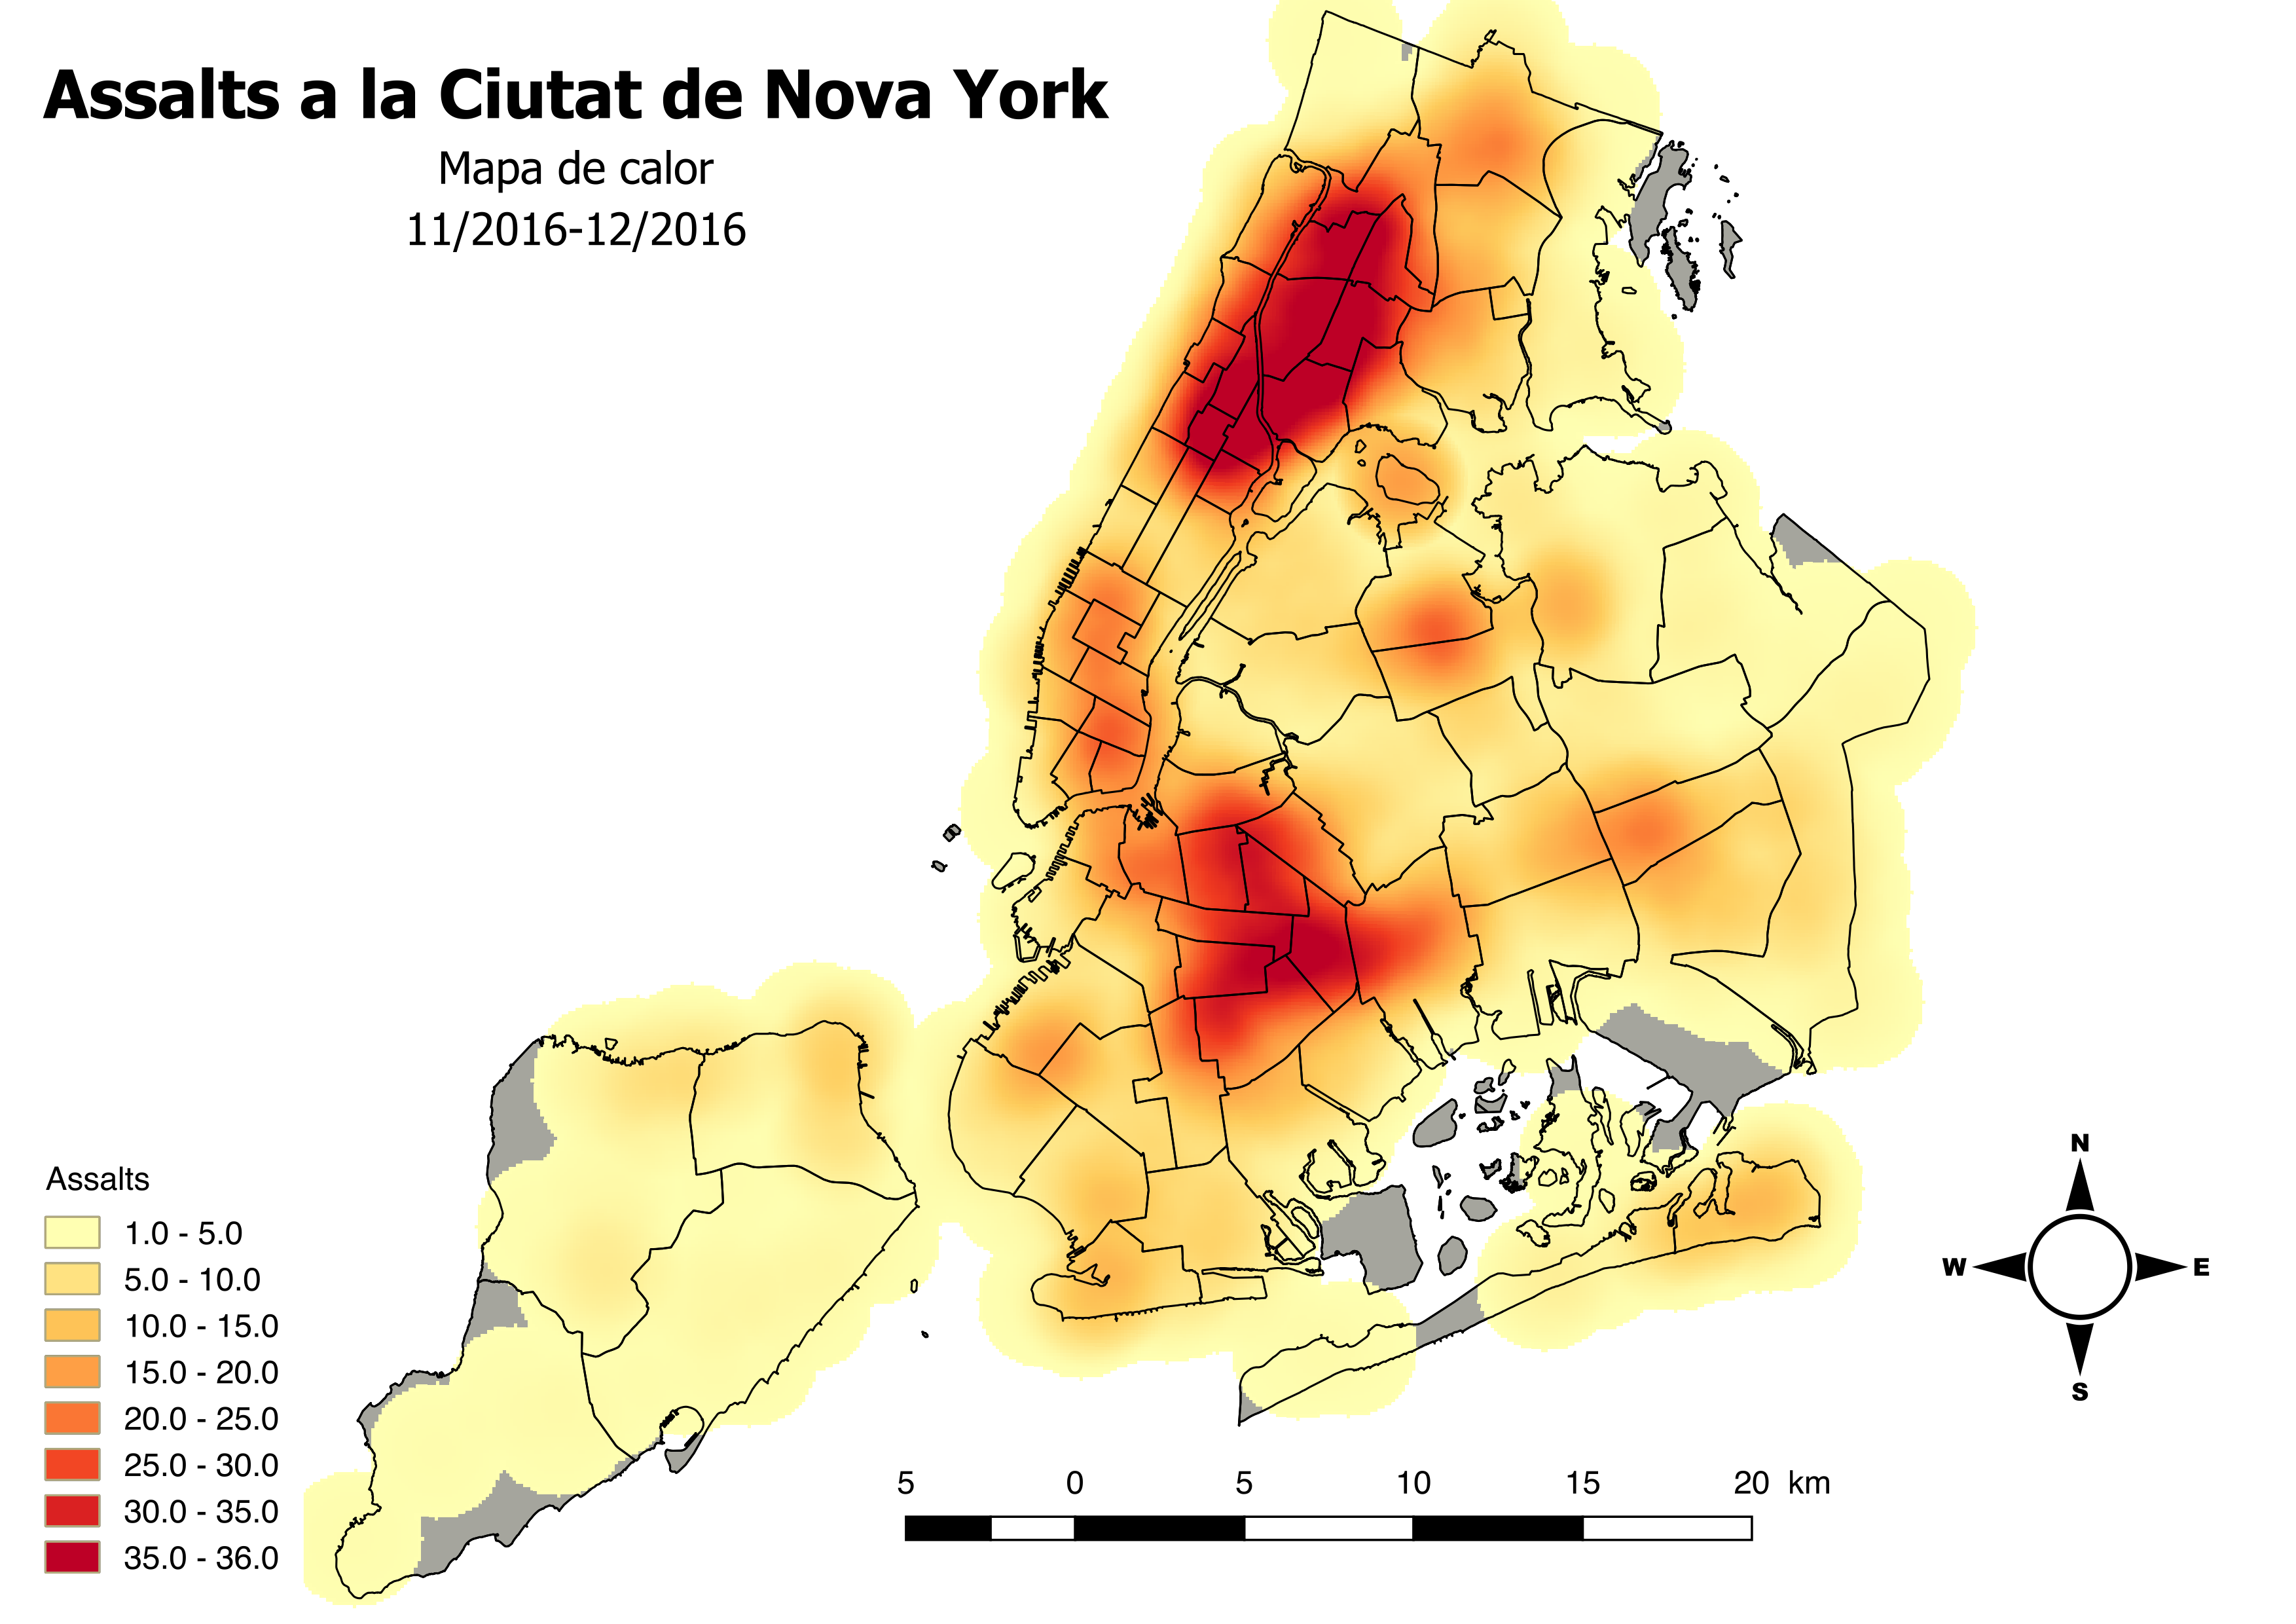 Assalts a la Ciutat de Nova York
Mapa de calor
11/2016-12/2016
N
W E
S
Assalts
1.0 - 5.0
5.0 - 10.0
10.0 - 15.0
15.0 - 20.0
20.0 - 25.0
25.0 - 30.0
30.0 - 35.0
35.0 - 36.0
5 0 5 10 15 20 km